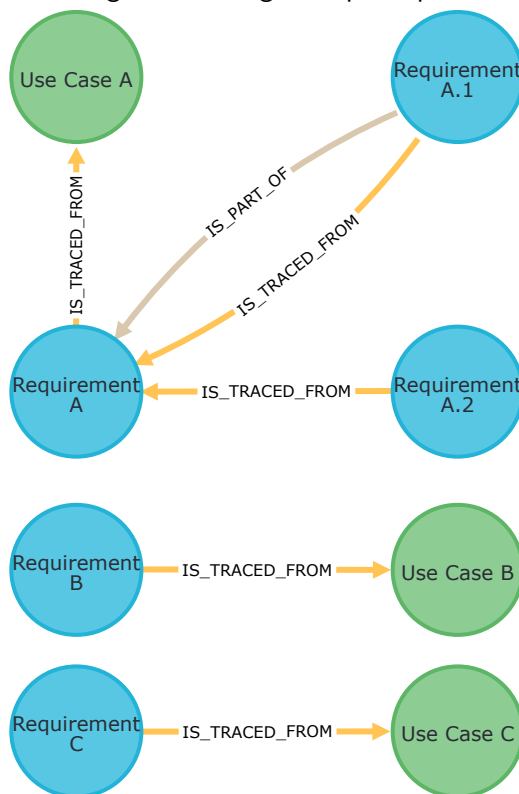 Use Case A
Requirement
A.1
IS_PART_OF
IS_TRACED_FROM
IS_TRACED_FROM
Requirement
A
IS_TRACED_FROM
Requirement
A.2
Requirement
B
IS_TRACED_FROM
Use Case B
Requirement
C
IS_TRACED_FROM
Use Case C